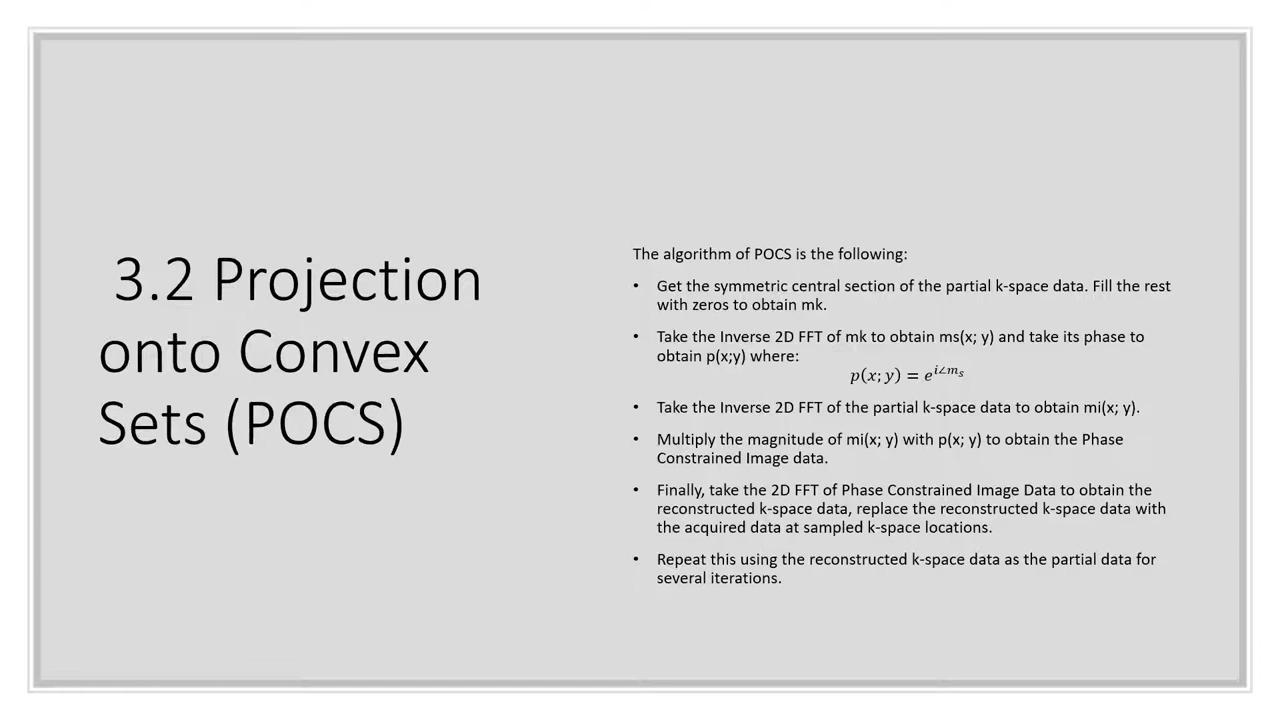 3.2 Projection
onto Convex
Sets (POCS)
The algorithm of POCS is the following:
• Get the symmetric central section of the partial k-space data. Fill the rest
with zeros to obtain mk.
• Take the Inverse 2D FFT of mk to obtain ms(x; y) and take its phase to
obtain p(x;y) where:
p(x; y) = e^{i∠m_s}
• Take the Inverse 2D FFT of the partial k-space data to obtain mi(x; y).
• Multiply the magnitude of mi(x; y) with p(x; y) to obtain the Phase
Constrained Image data.
• Finally, take the 2D FFT of Phase Constrained Image Data to obtain the
reconstructed k-space data, replace the reconstructed k-space data with
the acquired data at sampled k-space locations.
• Repeat this using the reconstructed k-space data as the partial data for
several iterations.